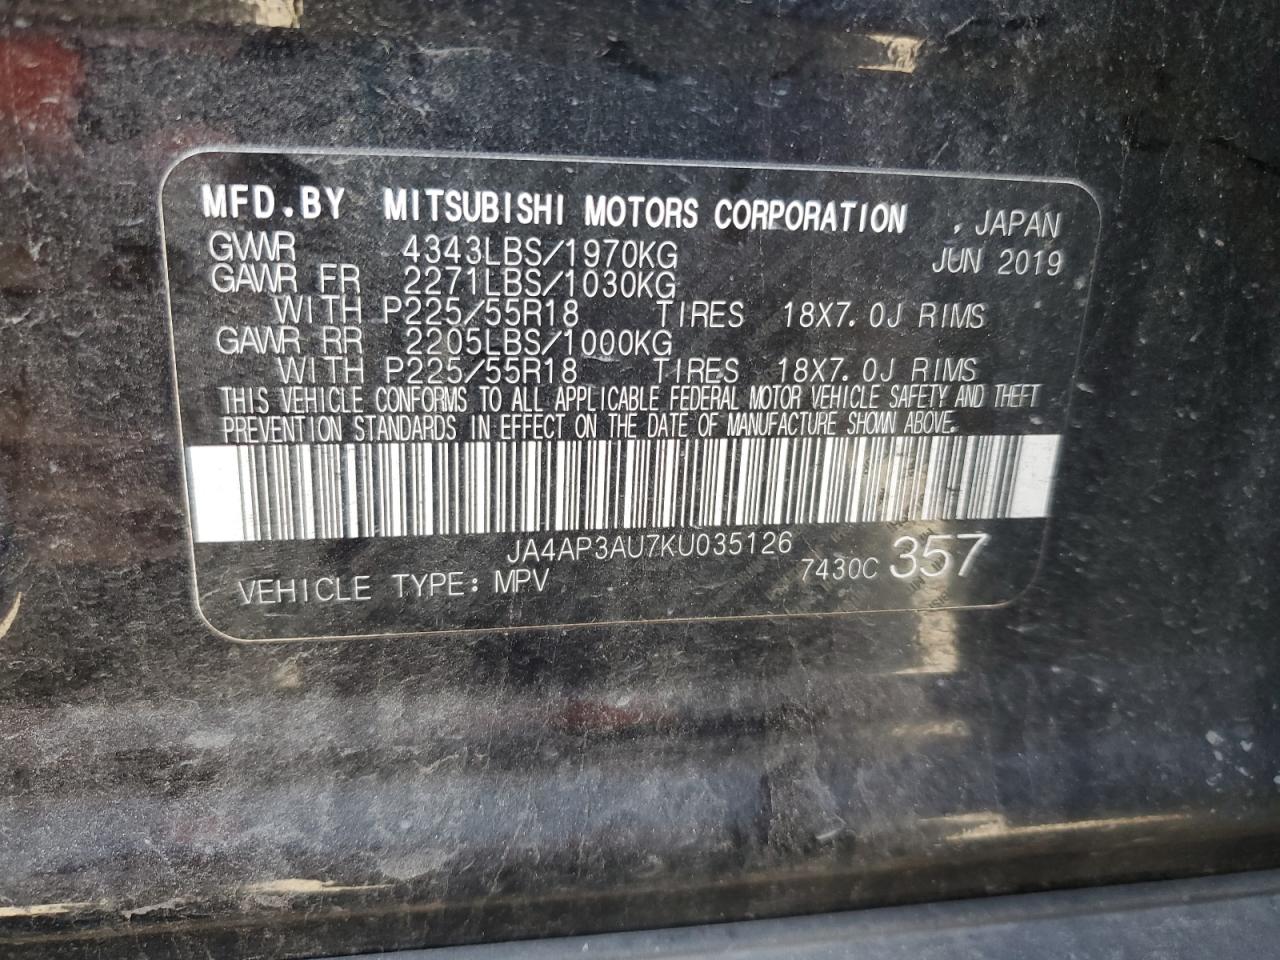 MFD.BY MITSUBISHI MOTORS CORPORATION , JAPAN
GVWR 4343LBS/1970KG JUN 2019
GAWR FR 2271LBS/1030KG
WITH P225/55R18 TIRES 18X7.0J RIMS
GAWR RR 2205LBS/1000KG
WITH P225/55R18 TIRES 18X7.0J RIMS
THIS VEHICLE CONFORMS TO ALL APPLICABLE FEDERAL MOTOR VEHICLE SAFETY AND THEFT
PREVENTION STANDARDS IN EFFECT ON THE DATE OF MANUFACTURE SHOWN ABOVE.
JA4AP3AU7KU035126
VEHICLE TYPE: MPV 7430C 357